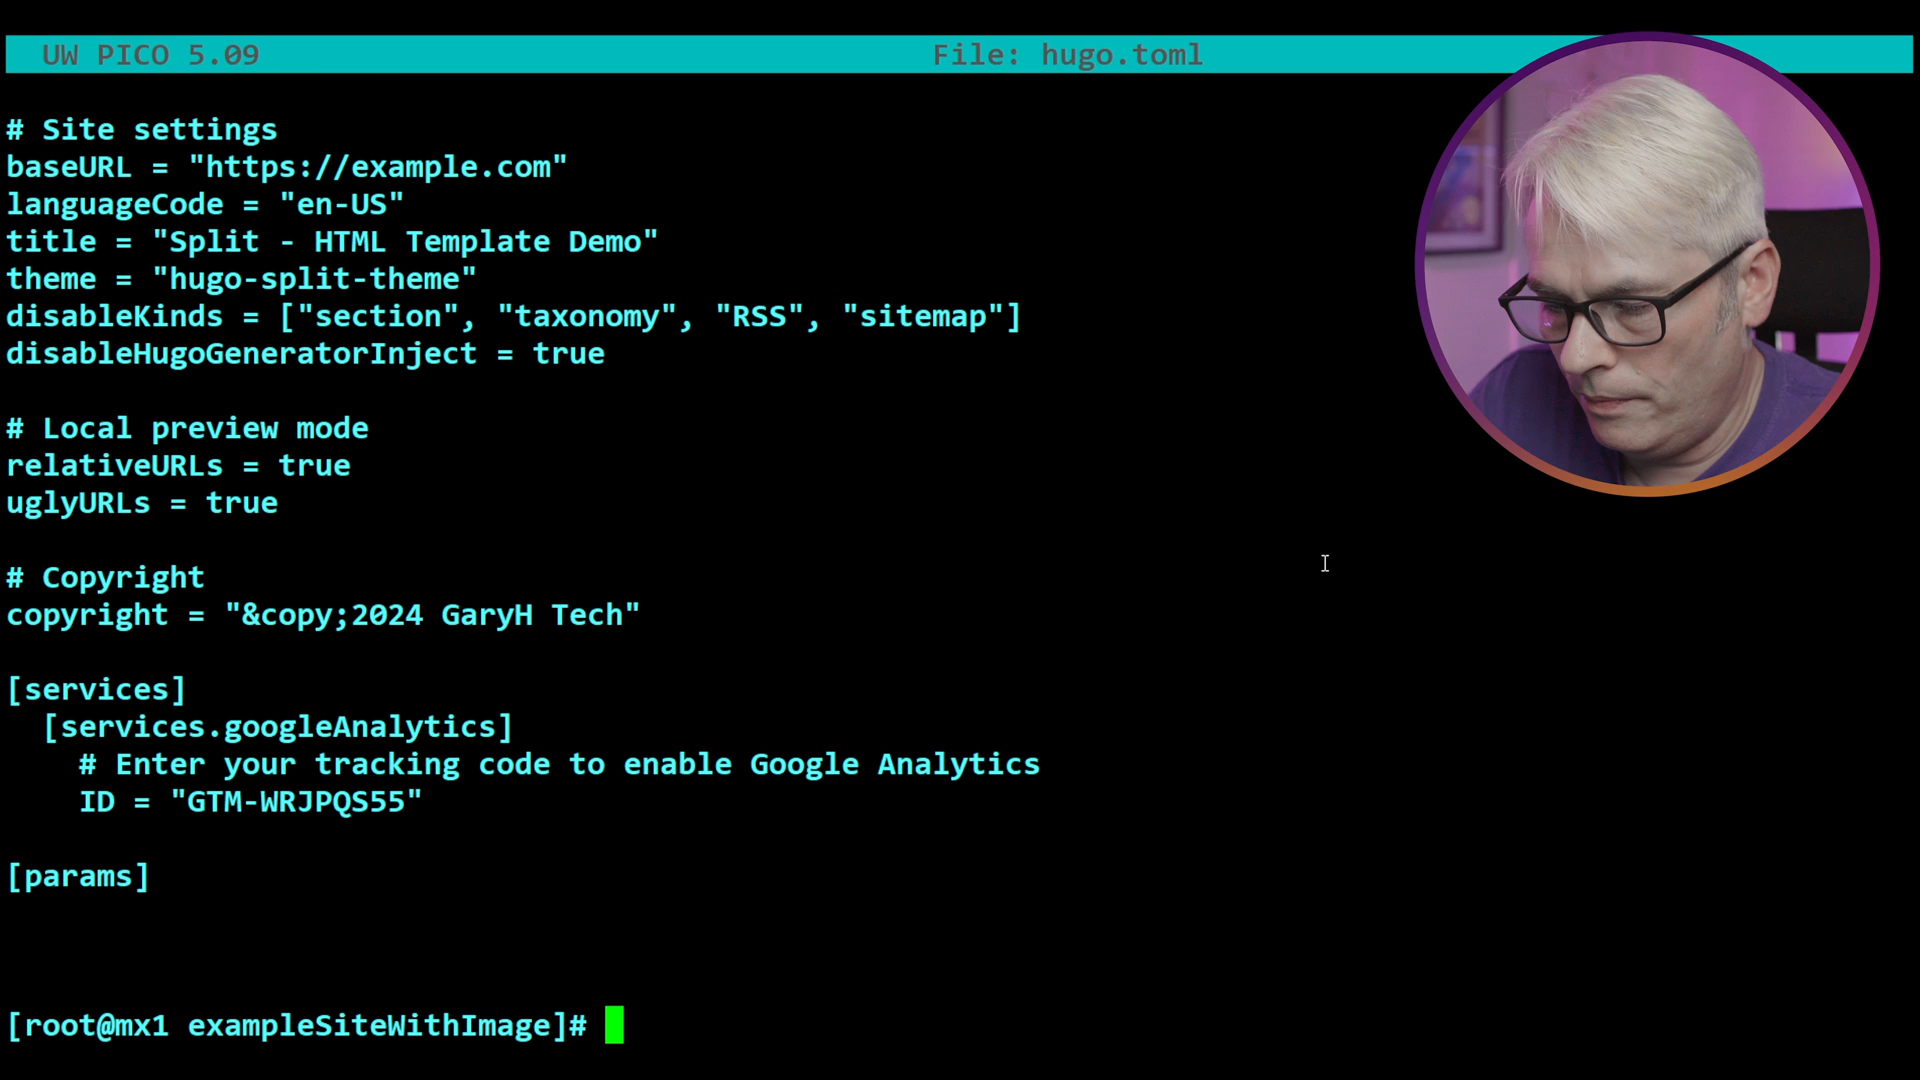 UW PICO 5.09 File: hugo.toml
# Site settings
baseURL = "https://example.com"
languageCode = "en-US"
title = "Split - HTML Template Demo"
theme = "hugo-split-theme"
disableKinds = ["section", "taxonomy", "RSS", "sitemap"]
disableHugoGeneratorInject = true
# Local preview mode
relativeURLs = true
uglyURLs = true
# Copyright
copyright = "&copy;2024 GaryH Tech"
[services]
[services.googleAnalytics]
# Enter your tracking code to enable Google Analytics
ID = "GTM-WRJPQS55"
[params]
[root@mx1 exampleSiteWithImage]#